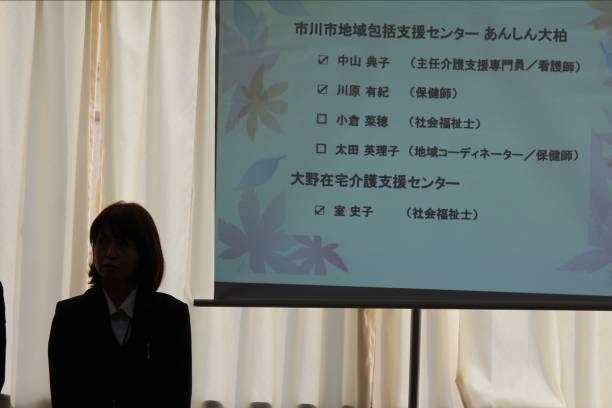 市川市地域包括支援センター あんしん大柏
☑ 中山 典子 （主任介護支援専門員／看護師）
☑ 川原 有紀 （保健師）
☐ 小倉 菜穂 （社会福祉士）
☐ 太田 英理子 （地域コーディネーター／保健師）
大野在宅介護支援センター
☑ 室 史子 （社会福祉士）